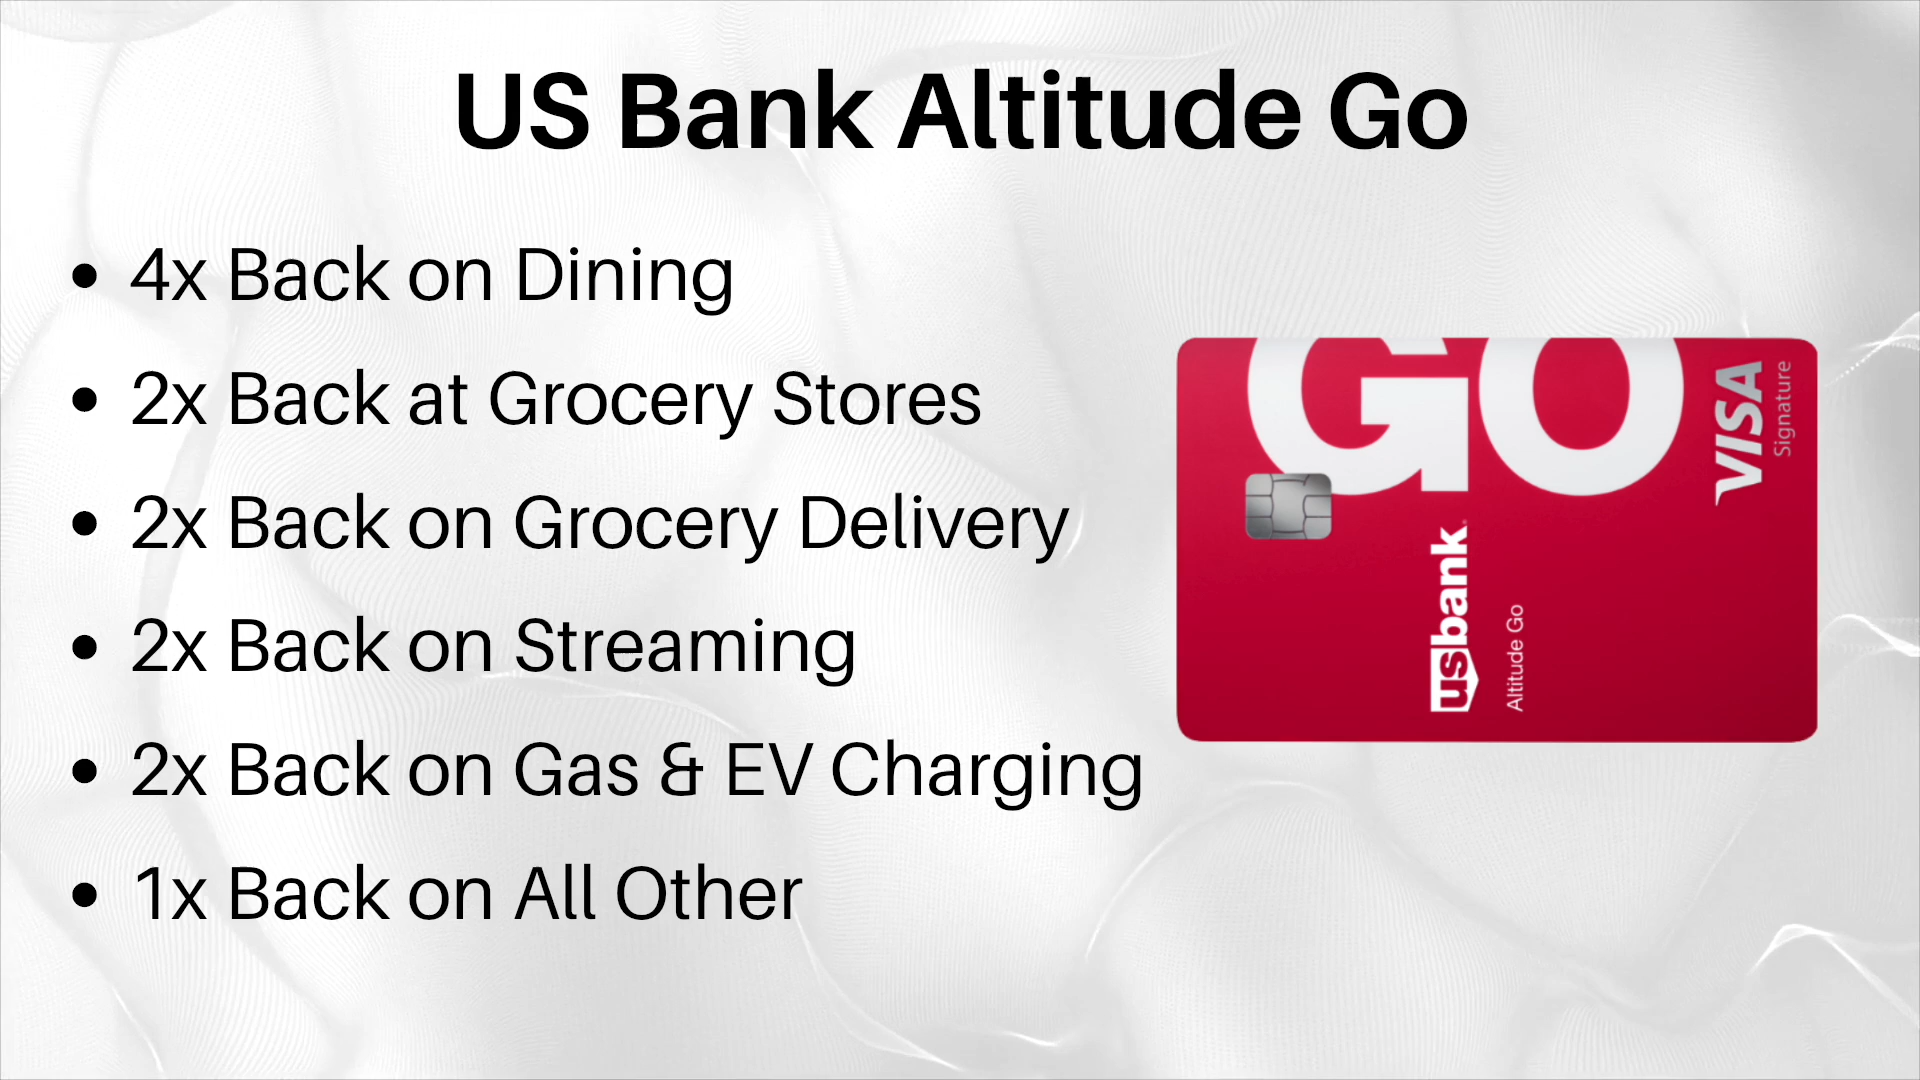 US Bank Altitude Go
• 4x Back on Dining
• 2x Back at Grocery Stores
• 2x Back on Grocery Delivery
• 2x Back on Streaming
• 2x Back on Gas & EV Charging
• 1x Back on All Other
GO
VISA
Signature
usbank
Altitude Go